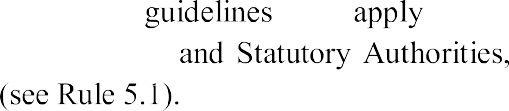 guidelines apply
and Statutory Authorities,
(see Rule 5.1).